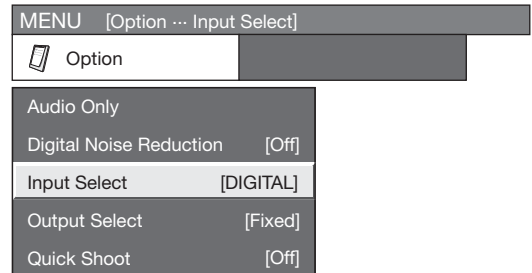 MENU [Option ··· Input Select]
Option
Audio Only
Digital Noise Reduction [Off]
Input Select [DIGITAL]
Output Select [Fixed]
Quick Shoot [Off]